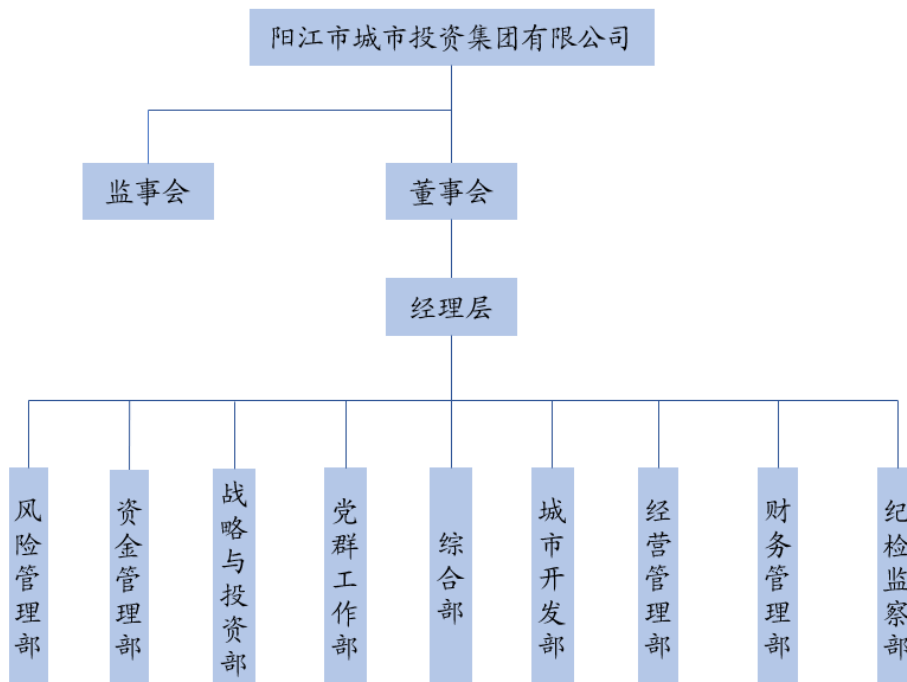 阳江市城市投资集团有限公司
监事会
董事会
经理层
风险管理部
资金管理部
战略与投资部
党群工作部
综合部
城市开发部
经营管理部
财务管理部
纪检监察部